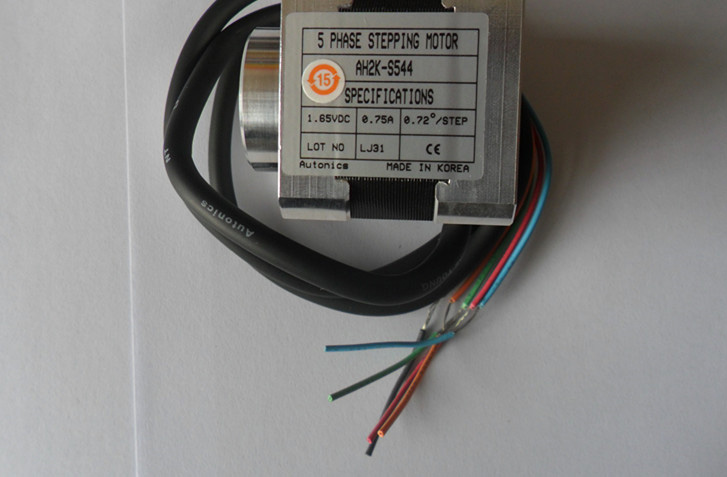 5 PHASE STEPPING MOTOR
15
AH2K-S544
SPECIFICATIONS
1.65VDC 0.75A 0.72°/STEP
LOT NO LJ31 CE
Autonics MADE IN KOREA
Autonics